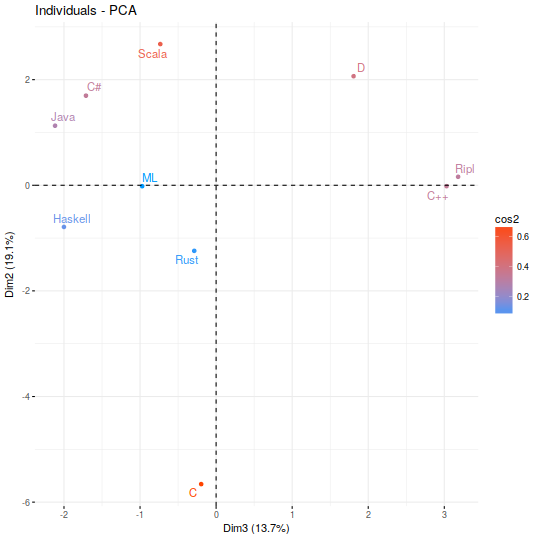 Individuals - PCA
Scala
D
C#
Java
Ripl
ML
C++
Haskell
Rust
C
2
0
-2
-4
-6
-2
-1
0
1
2
3
Dim3 (13.7%)
Dim2 (19.1%)
cos2
0.6
0.4
0.2